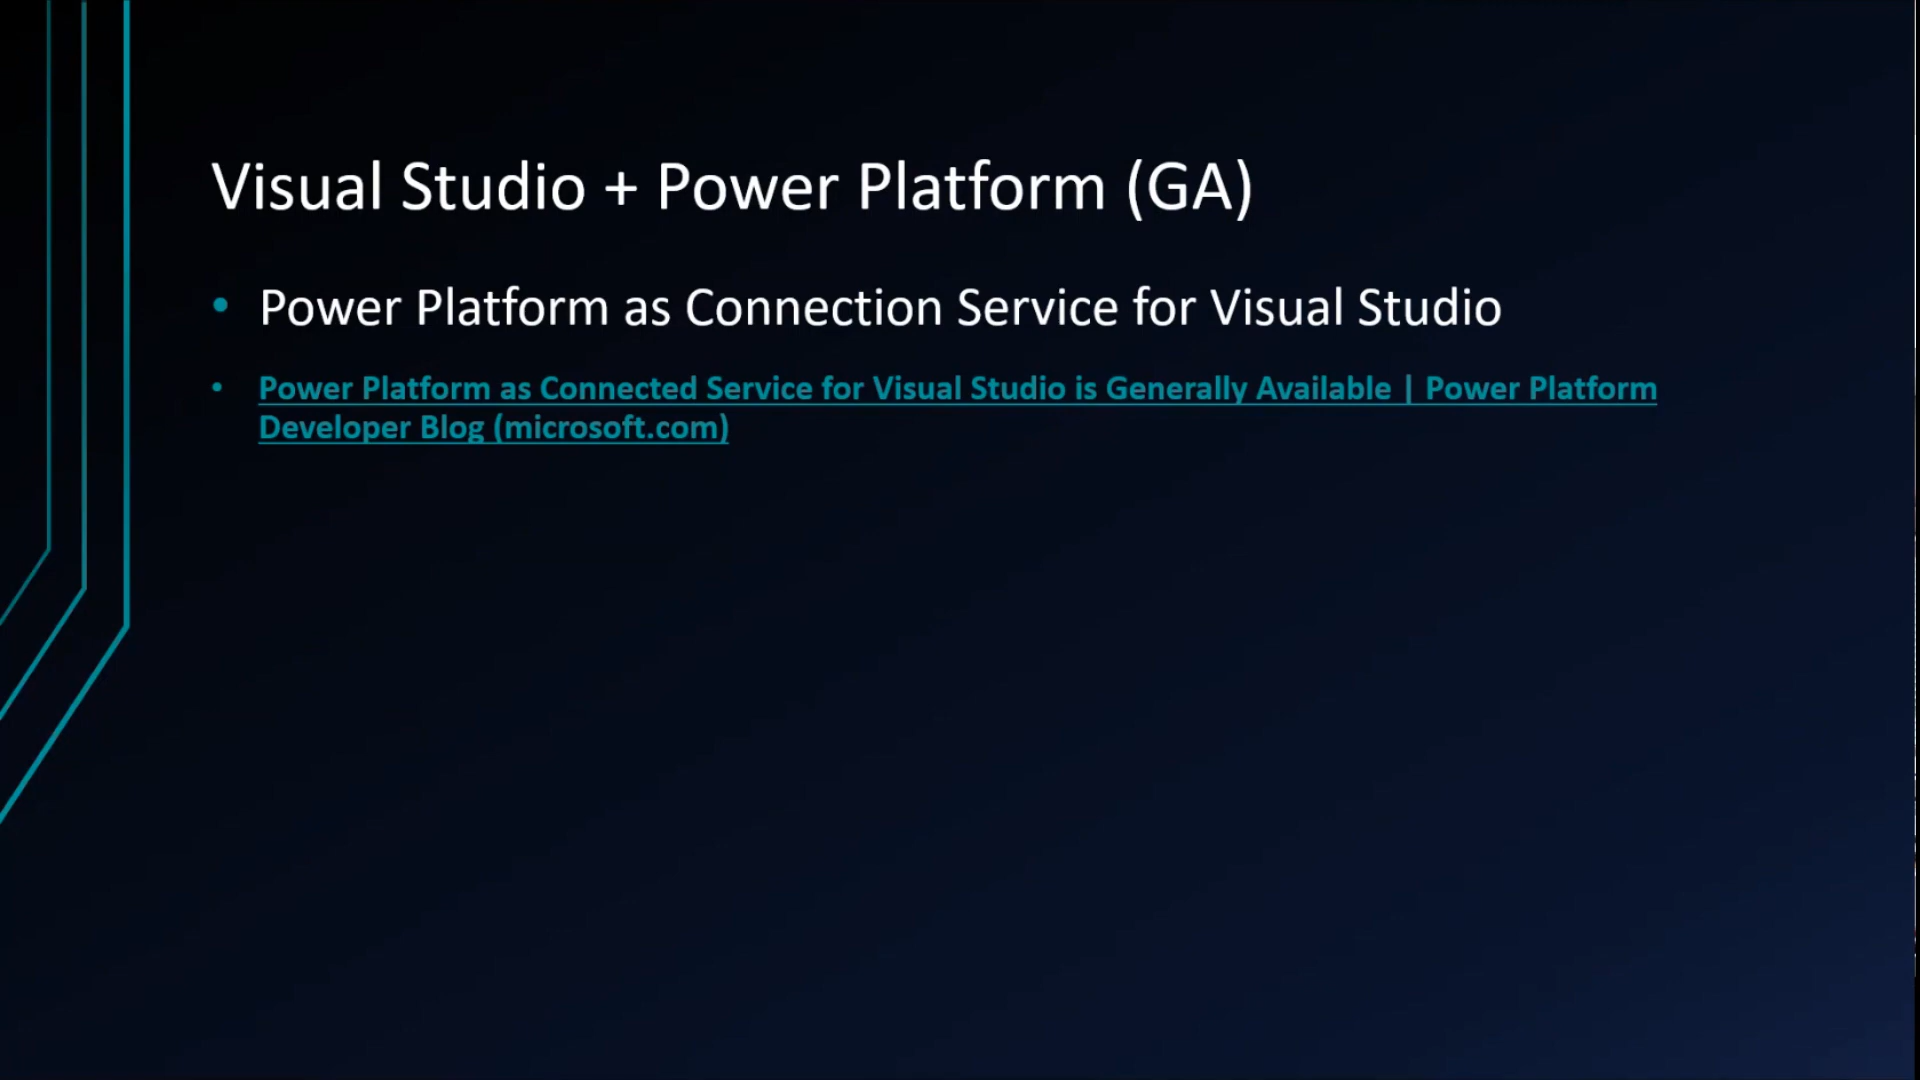 Visual Studio + Power Platform (GA)
• Power Platform as Connection Service for Visual Studio
• Power Platform as Connected Service for Visual Studio is Generally Available | Power Platform
Developer Blog (microsoft.com)